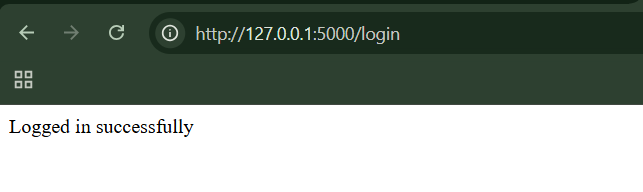 http://127.0.0.1:5000/login
Logged in successfully